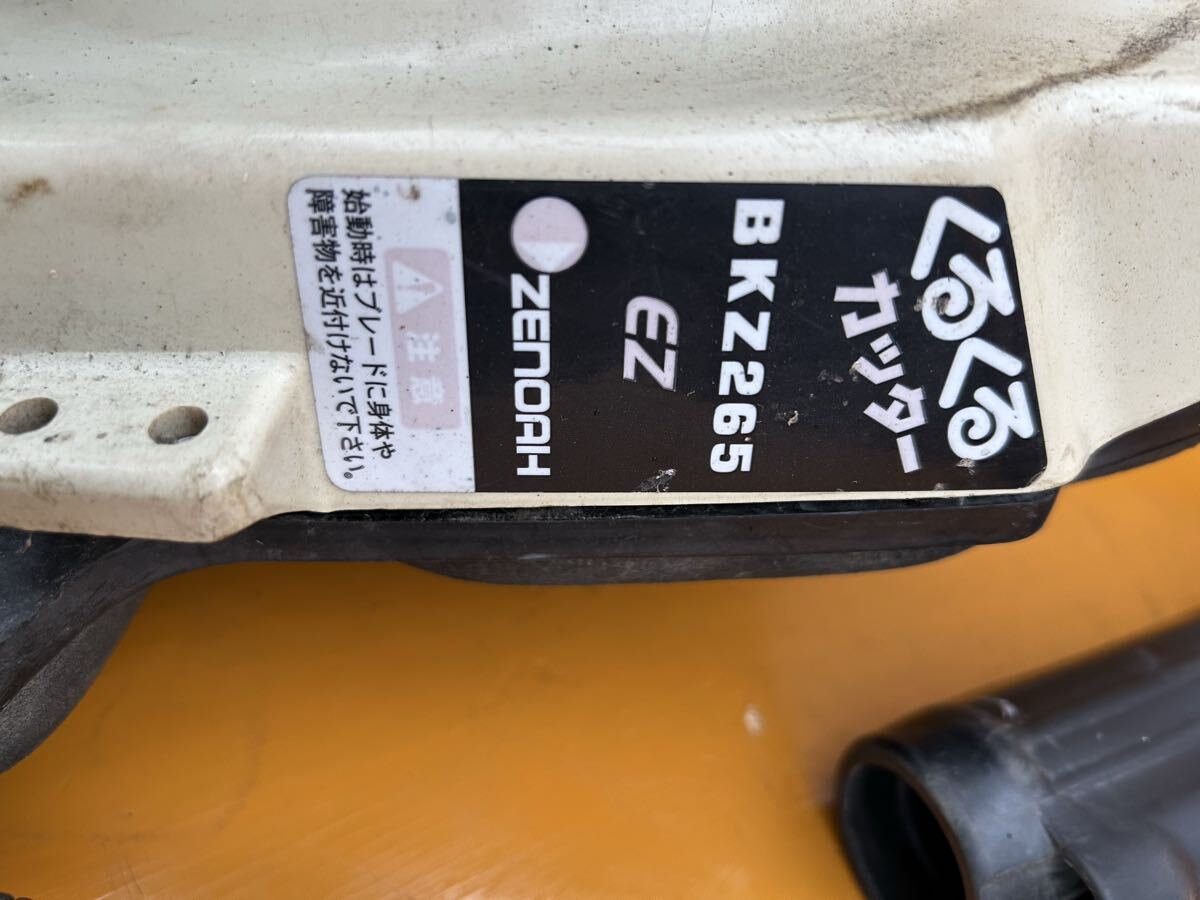 くるくる
カッター
BKZ265
EZ
ZENOAH
注意
始動時はブレードに身体や
障害物を近付けないで下さい。